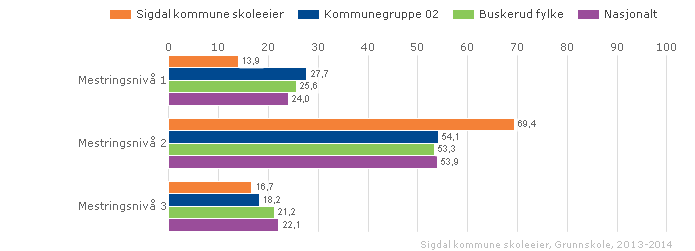 Sigdal kommune skoleeier Kommunegruppe 02 Buskerud fylke Nasjonalt
0 10 20 30 40 50 60 70 80 90 100
Mestringsnivå 1
13,9
27,7
25,6
24,0
Mestringsnivå 2
69,4
54,1
53,3
53,9
Mestringsnivå 3
16,7
18,2
21,2
22,1
Sigdal kommune skoleeier, Grunnskole, 2013-2014